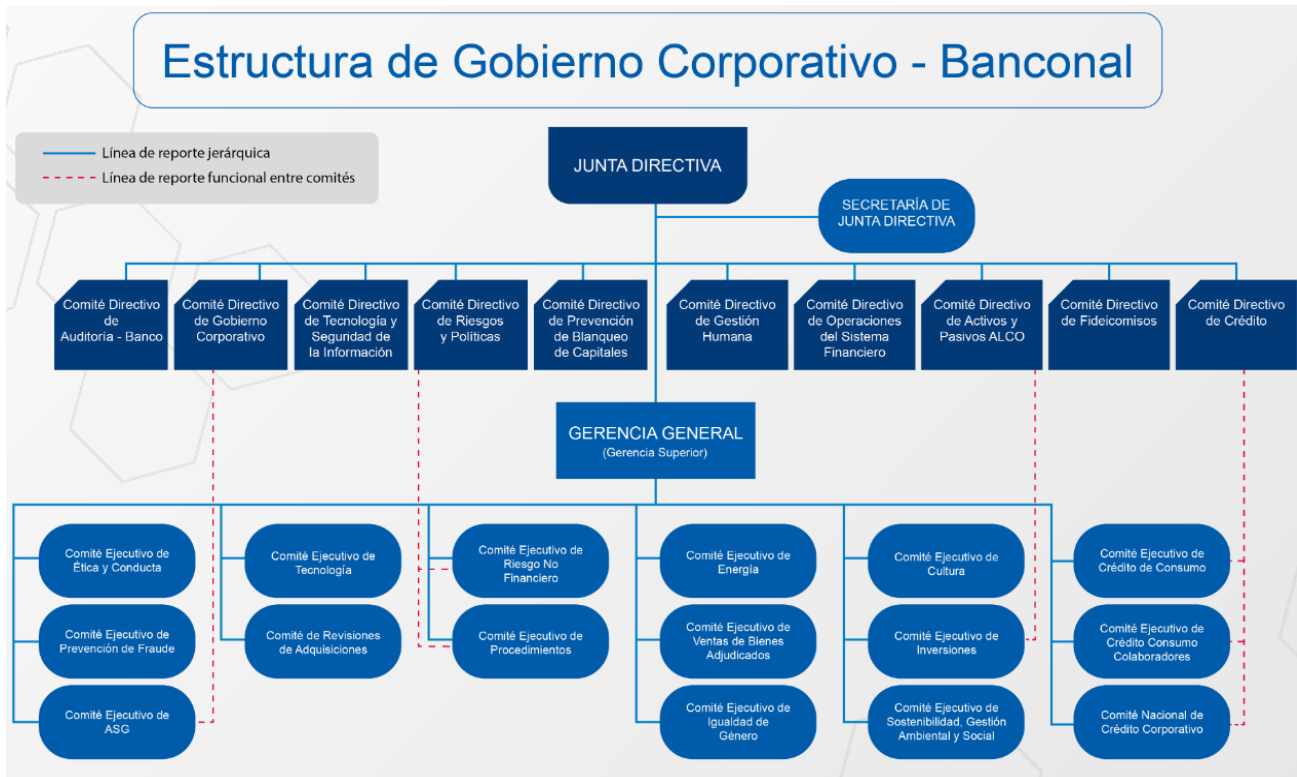 Estructura de Gobierno Corporativo - Banconal
Línea de reporte jerárquica
Línea de reporte funcional entre comités
JUNTA DIRECTIVA
SECRETARÍA DE
JUNTA DIRECTIVA
Comité Directivo
de
Auditoría - Banco
Comité Directivo
de Gobierno
Corporativo
Comité Directivo
de Tecnología y
Seguridad de
la Información
Comité Directivo
de Riesgos
y Políticas
Comité Directivo
de Prevención
de Blanqueo
de Capitales
Comité Directivo
de Gestión
Humana
Comité Directivo
de Operaciones
del Sistema
Financiero
Comité Directivo
de Activos y
Pasivos ALCO
Comité Directivo
de Fideicomisos
Comité Directivo
de Crédito
GERENCIA GENERAL
(Gerencia Superior)
Comité Ejecutivo de
Ética y Conducta
Comité Ejecutivo de
Tecnología
Comité Ejecutivo de
Riesgo No
Financiero
Comité Ejecutivo de
Energía
Comité Ejecutivo de
Cultura
Comité Ejecutivo de
Crédito de Consumo
Comité Ejecutivo de
Prevención de Fraude
Comité de Revisiones
de Adquisiciones
Comité Ejecutivo de
Procedimientos
Comité Ejecutivo de
Ventas de Bienes
Adjudicados
Comité Ejecutivo de
Inversiones
Comité Ejecutivo de
Crédito Consumo
Colaboradores
Comité Ejecutivo de
ASG
Comité Ejecutivo de
Igualdad de
Género
Comité Ejecutivo de
Sostenibilidad, Gestión
Ambiental y Social
Comité Nacional de
Crédito Corporativo